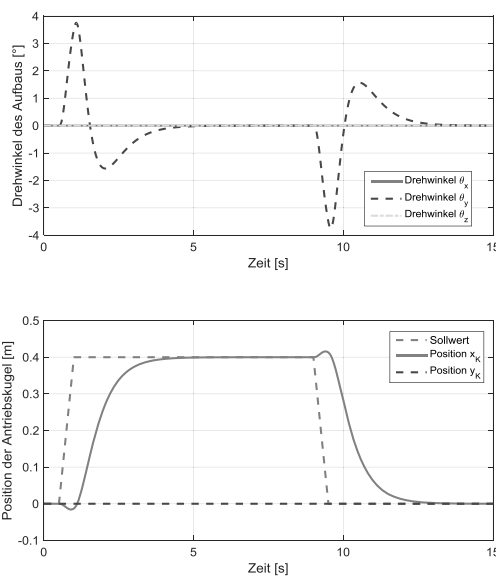 4
3
2
1
0
-1
-2
-3
-4
Drehwinkel des Aufbaus [°]
Drehwinkel θx
Drehwinkel θy
Drehwinkel θz
0
5
10
15
Zeit [s]
0.5
0.4
0.3
0.2
0.1
0
-0.1
Position der Antriebskugel [m]
Sollwert
Position xK
Position yK
0
5
10
15
Zeit [s]